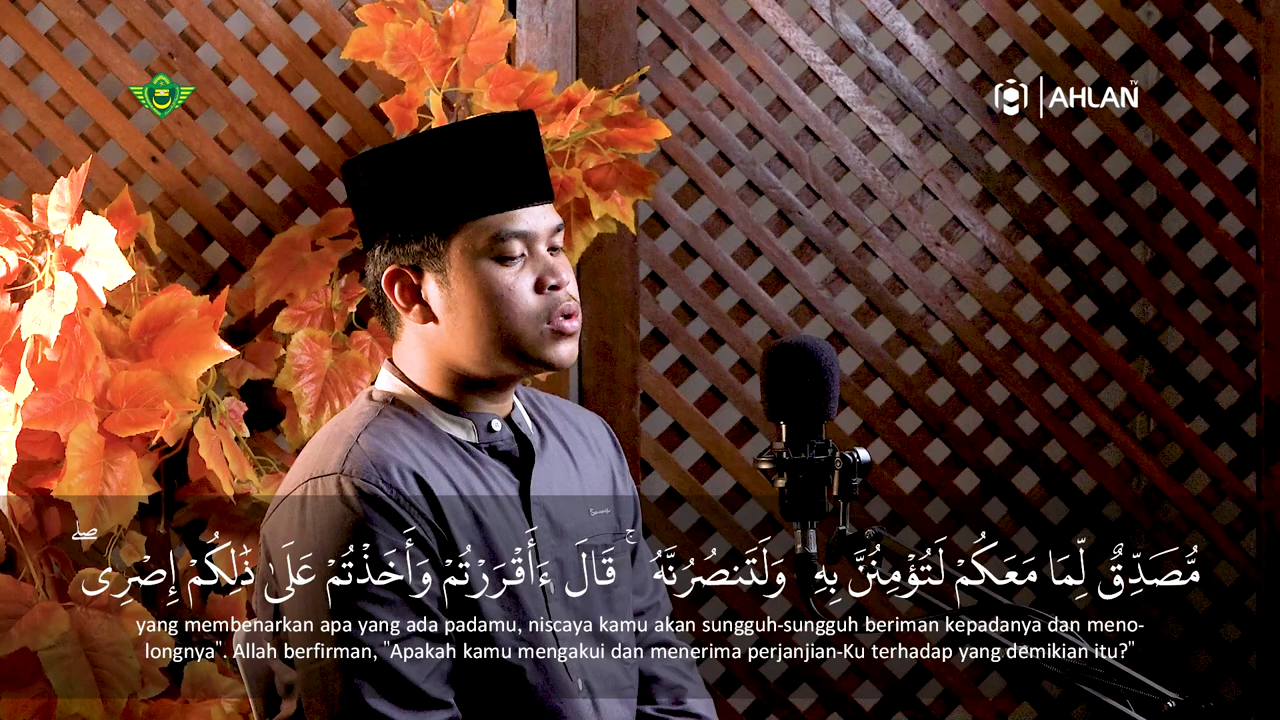 AHLAN TV
مُّصَدِّقٌ لِّمَا مَعَكُمْ لَتُؤْمِنُنَّ بِهِ وَلَتَنصُرُنَّهُ ۚ قَالَ ءَأَقْرَرْتُمْ وَأَخَذْتُمْ عَلَىٰ ذَٰلِكُمْ إِصْرِى ۖ
yang membenarkan apa yang ada padamu, niscaya kamu akan sungguh-sungguh beriman kepadanya dan meno-
longnya". Allah berfirman, "Apakah kamu mengakui dan menerima perjanjian-Ku terhadap yang demikian itu?"